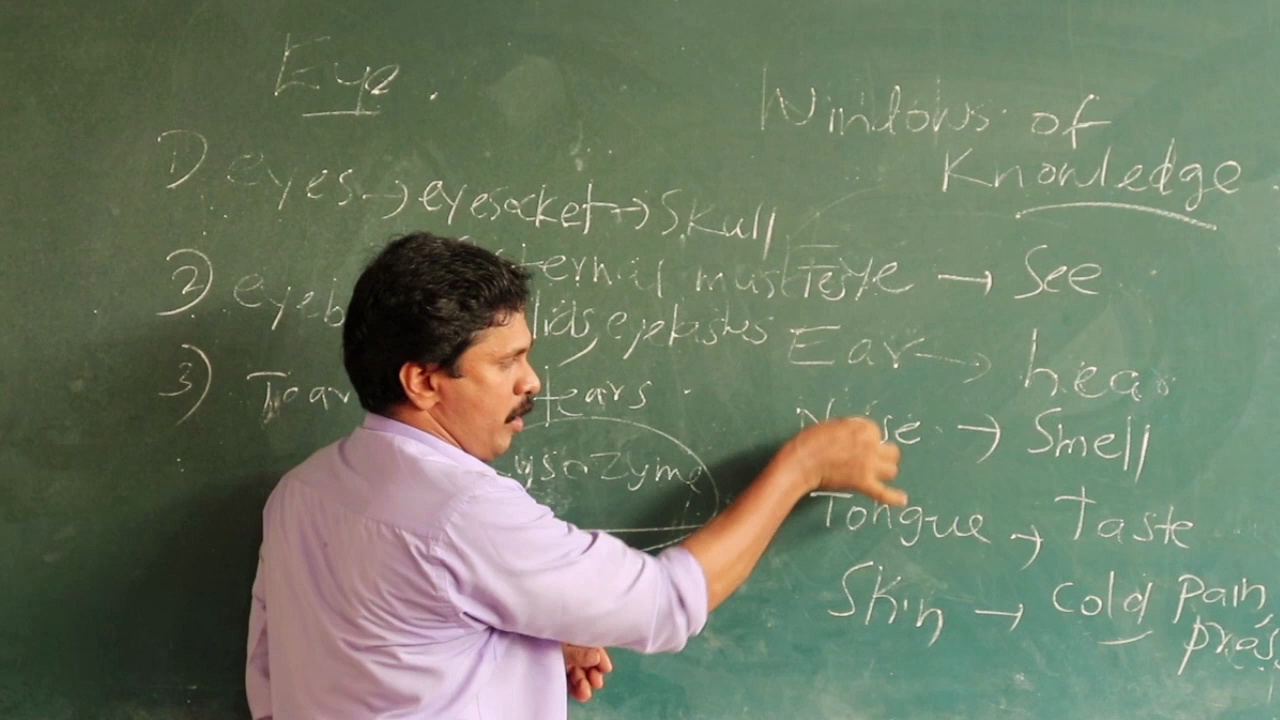 Eye.
1) eyes → eyesocket → Skull
2) eyeb lids, eyelashes
3) tears.
Lysozyme
Windows of
Knowledge
Eye → See
Ear → hear
Nose → Smell
Tongue → Taste
Skin → cold pain,